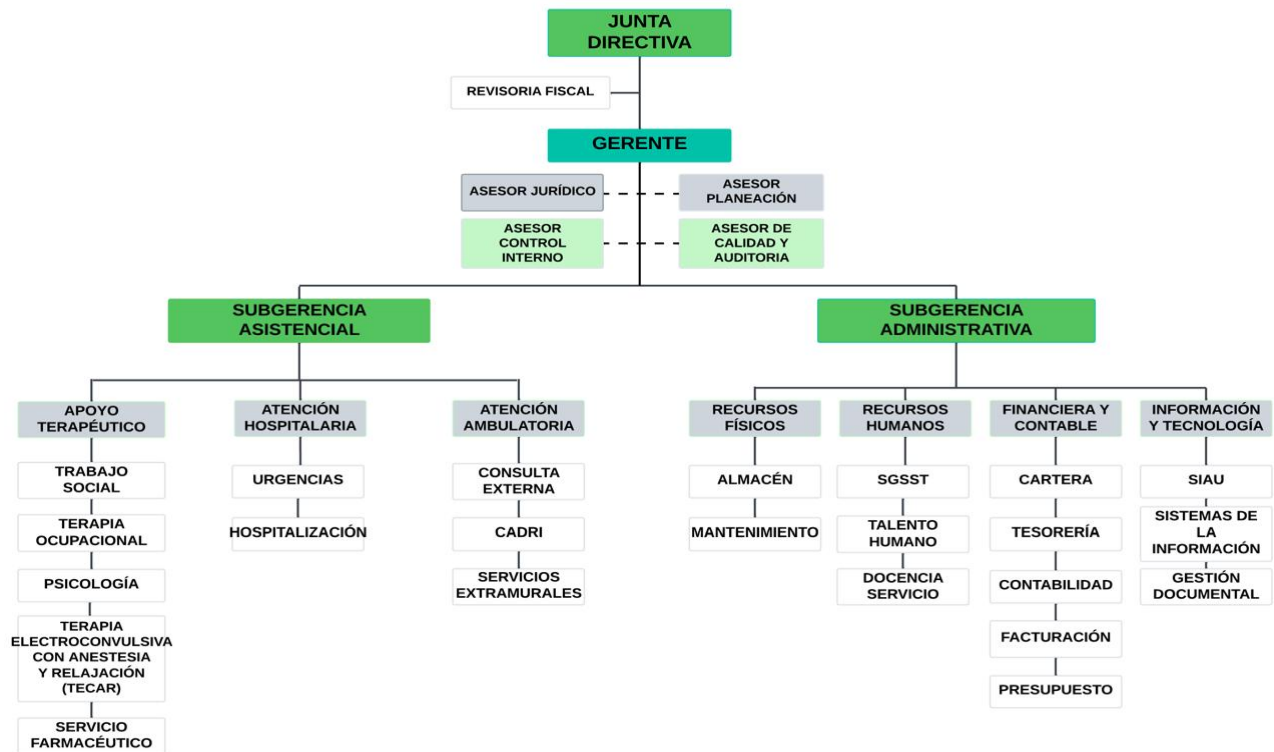 JUNTA
DIRECTIVA
REVISORIA FISCAL
GERENTE
ASESOR JURÍDICO
ASESOR
PLANEACIÓN
ASESOR
CONTROL
INTERNO
ASESOR DE
CALIDAD Y
AUDITORIA
SUBGERENCIA
ASISTENCIAL
SUBGERENCIA
ADMINISTRATIVA
APOYO
TERAPÉUTICO
TRABAJO
SOCIAL
TERAPIA
OCUPACIONAL
PSICOLOGÍA
TERAPIA
ELECTROCONVULSIVA
CON ANESTESIA
Y RELAJACIÓN
(TECAR)
SERVICIO
FARMACÉUTICO
ATENCIÓN
HOSPITALARIA
URGENCIAS
HOSPITALIZACIÓN
ATENCIÓN
AMBULATORIA
CONSULTA
EXTERNA
CADRI
SERVICIOS
EXTRAMURALES
RECURSOS
FÍSICOS
ALMACÉN
MANTENIMIENTO
RECURSOS
HUMANOS
SGSST
TALENTO
HUMANO
DOCENCIA
SERVICIO
FINANCIERA Y
CONTABLE
CARTERA
TESORERÍA
CONTABILIDAD
FACTURACIÓN
PRESUPUESTO
INFORMACIÓN
Y TECNOLOGÍA
SIAU
SISTEMAS DE
LA
INFORMACIÓN
GESTIÓN
DOCUMENTAL